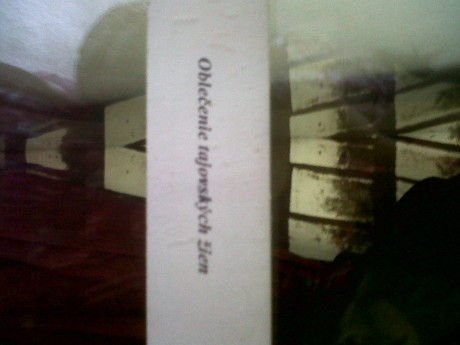 Oblečenie tajovských žien